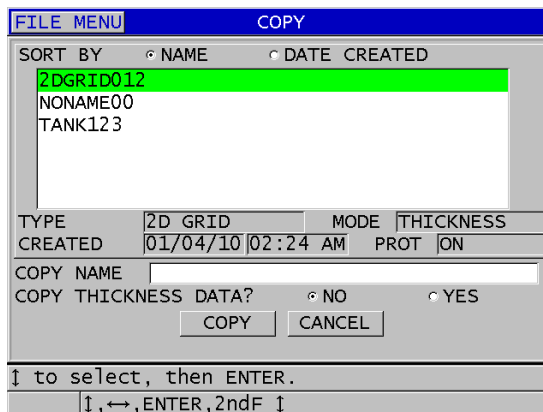 FILE MENU COPY
SORT BY NAME DATE CREATED
2DGRID012
NONAME00
TANK123
TYPE 2D GRID MODE THICKNESS
CREATED 01/04/10 02:24 AM PROT ON
COPY NAME
COPY THICKNESS DATA? NO YES
COPY CANCEL
↕ to select, then ENTER.
↕,↔,ENTER,2ndF ↕